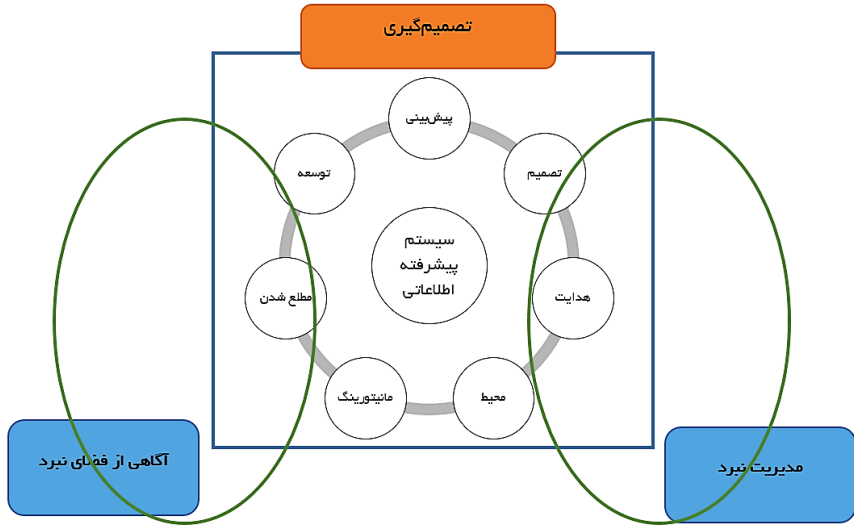 تصمیم‌گیری
پیش‌بینی
توسعه
تصمیم
سیستم
پیشرفته
اطلاعاتی
مطلع شدن
هدایت
مانیتورینگ
محیط
آگاهی از فضای نبرد
مدیریت نبرد